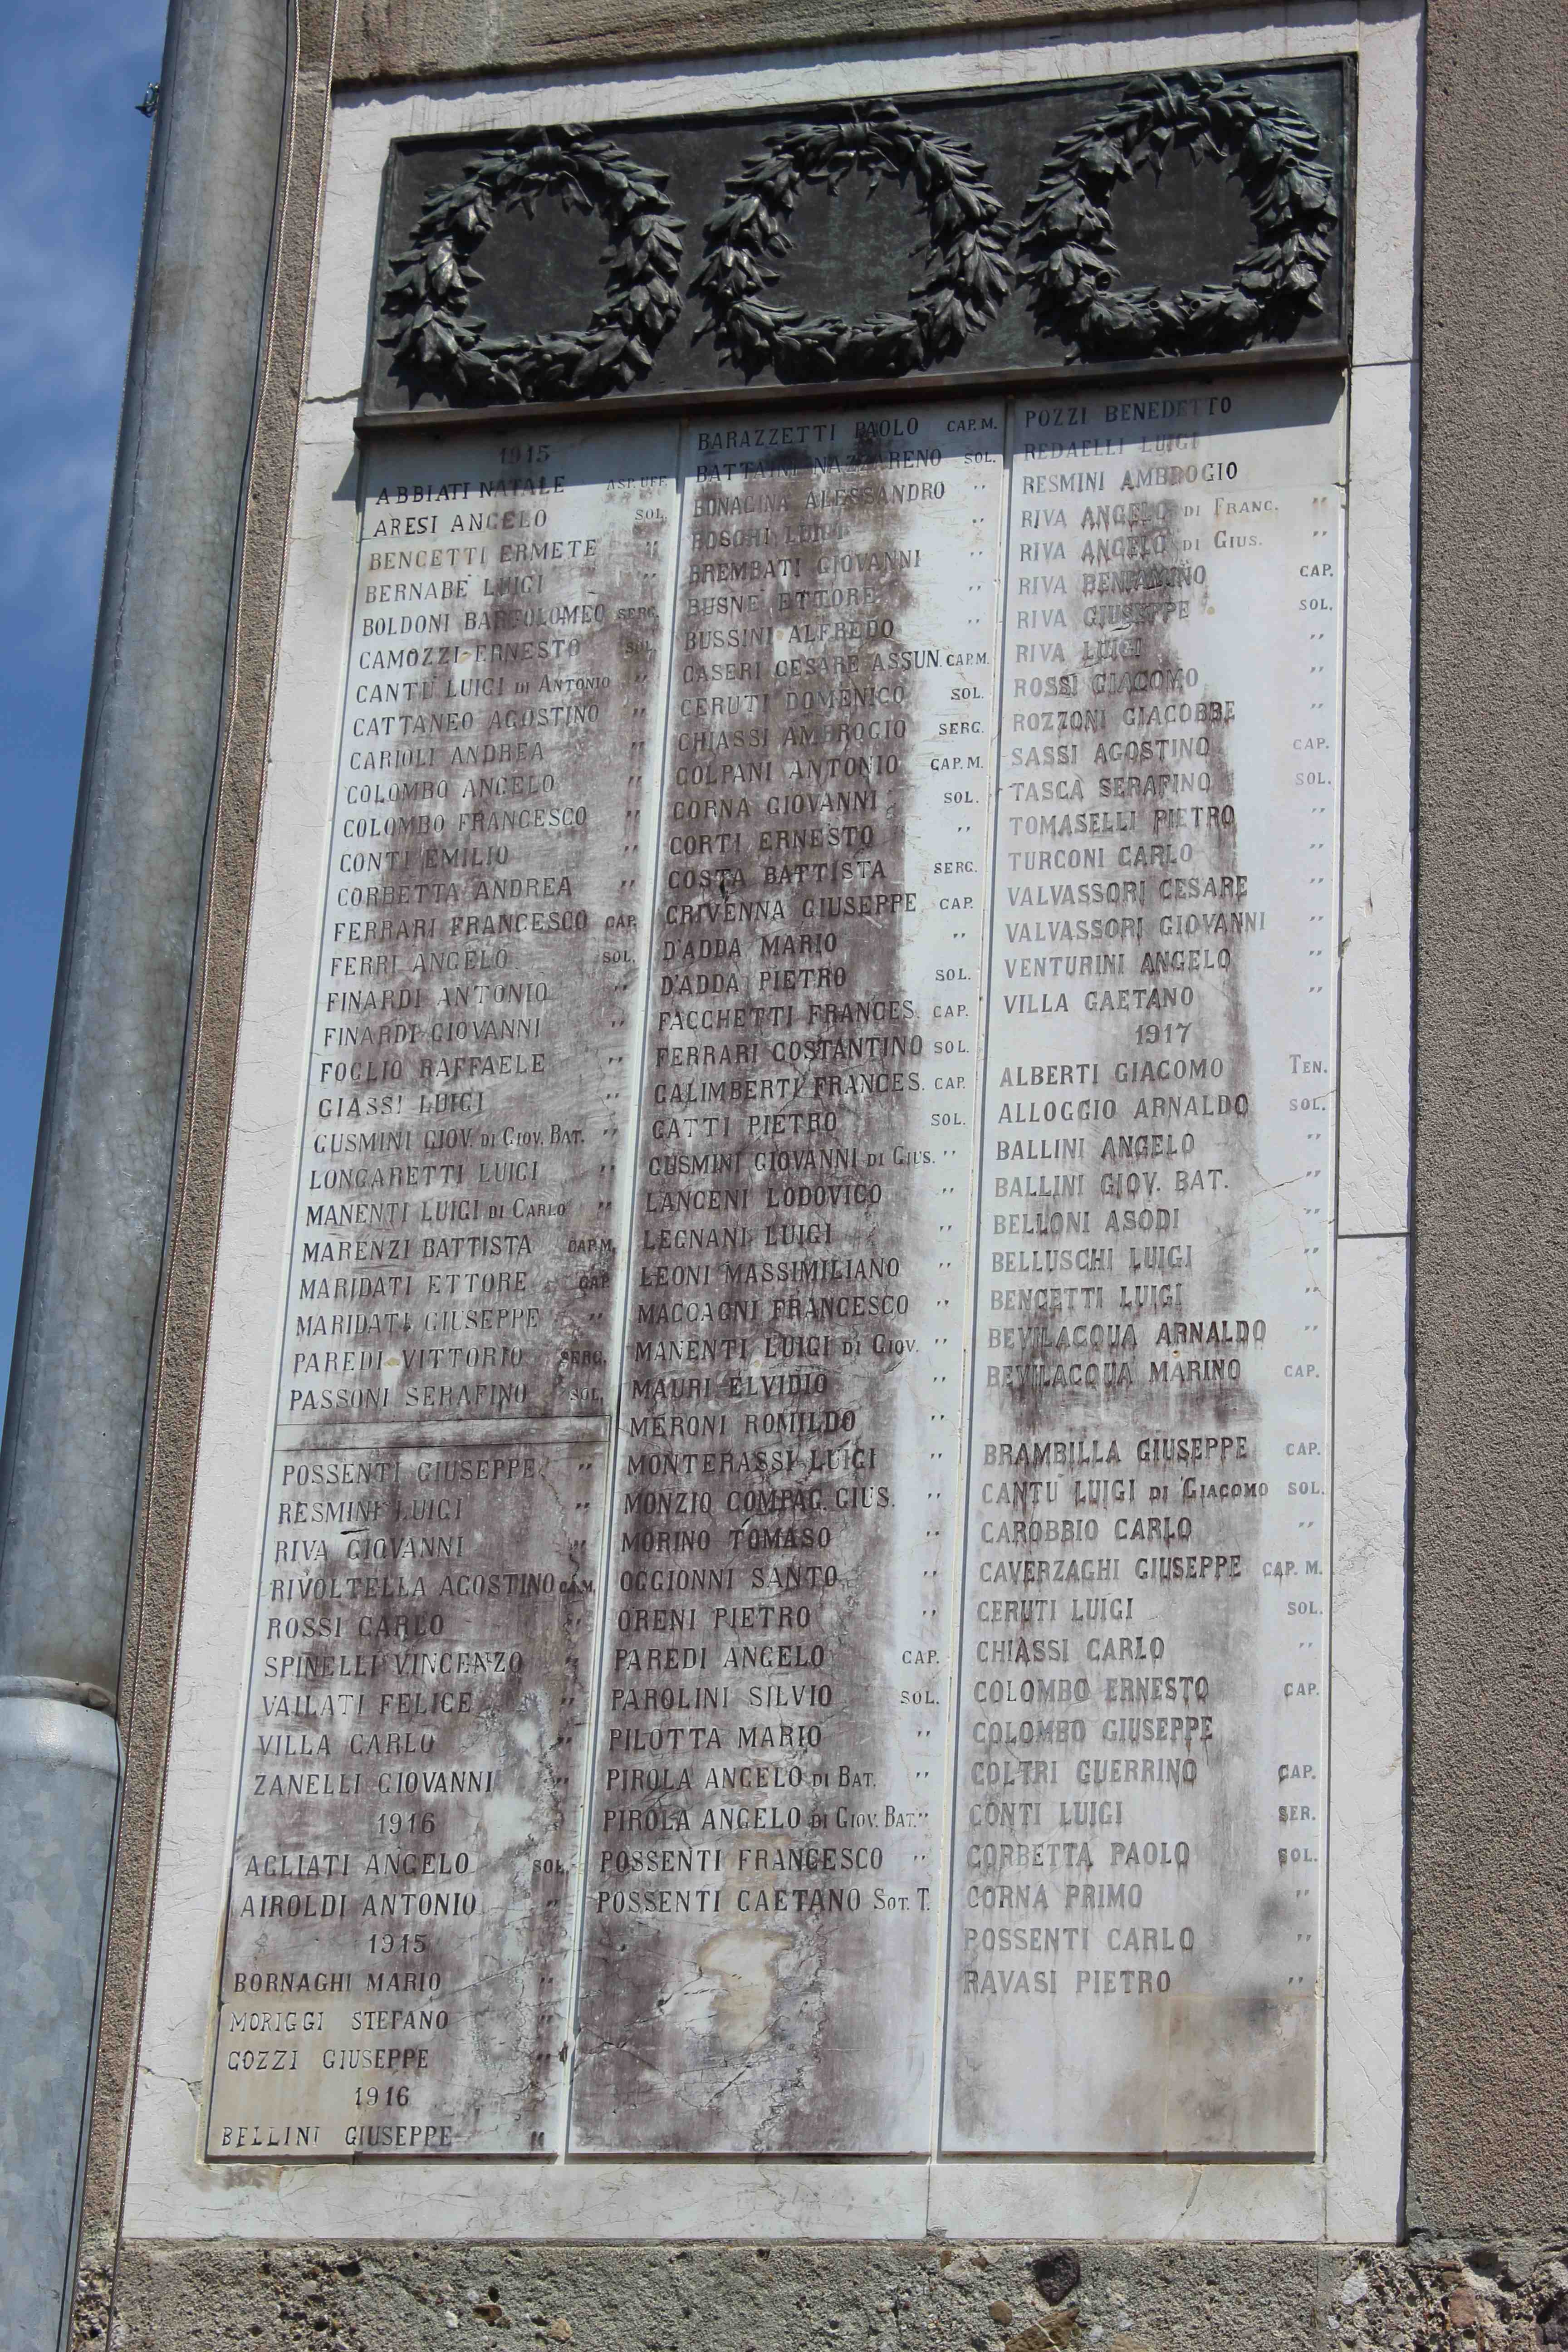 1915
ABBIATI NATALE ASP. UFF.
ARESI ANGELO SOL.
BENCETTI ERMETE "
BERNABE' LUIGI "
BOLDONI BARTOLOMEO SERG.
CAMOZZI ERNESTO SOL.
CANTÙ LUIGI DI ANTONIO "
CATTANEO AGOSTINO "
CARIOLI ANDREA "
COLOMBO ANGELO "
COLOMBO FRANCESCO "
CONTI EMILIO "
CORBETTA ANDREA "
FERRARI FRANCESCO CAP.
FERRI ANGELO SOL.
FINARDI ANTONIO "
FINARDI GIOVANNI "
FOGLIO RAFFAELE "
GIASSI LUIGI "
GUSMINI GIOV. DI GIOV. BAT. "
LONGARETTI LUIGI "
MANENTI LUIGI DI CARLO "
MARENZI BATTISTA CAP.M.
MARIDATI ETTORE CAP.
MARIDATI GIUSEPPE "
PAREDI VITTORIO SERG.
PASSONI SERAFINO SOL.
POSSENTI GIUSEPPE "
RESMINI LUIGI "
RIVA GIOVANNI "
RIVOLTELLA AGOSTINO CAP.M.
ROSSI CARLO "
SPINELLI VINCENZO "
VAILATI FELICE "
VILLA CARLO "
ZANELLI GIOVANNI "
1916
AGLIATI ANGELO SOL.
AIROLDI ANTONIO "
1915
BORNAGHI MARIO "
MORIGGI STEFANO "
GOZZI GIUSEPPE "
1916
BELLINI GIUSEPPE "
BARAZZETTI PAOLO CAP. M.
BATTAINI NAZZARENO SOL.
BONACINA ALESSANDRO "
BOSCHI LUIGI "
BREMBATI GIOVANNI "
BUSNE' ETTORE "
BUSSINI ALFREDO "
CASERI CESARE ASSUN. CAP.M.
CERUTI DOMENICO SOL.
CHIASSI AMBROGIO SERG.
COLPANI ANTONIO CAP. M.
CORNA GIOVANNI SOL.
CORTI ERNESTO "
COSTA BATTISTA SERG.
CRIVENNA GIUSEPPE CAP.
D'ADDA MARIO "
D'ADDA PIETRO SOL.
FACCHETTI FRANCES. CAP.
FERRARI COSTANTINO SOL.
GALIMBERTI FRANCES. CAP.
GATTI PIETRO SOL.
GUSMINI GIOVANNI DI GIUS. "
LANCENI LODOVICO "
LEGNANI LUIGI "
LEONI MASSIMILIANO "
MACCAGNI FRANCESCO "
MANENTI LUIGI DI GIOV. "
MAURI ELVIDIO "
MERONI ROMILDO "
MONTERASSI LUIGI "
MONZIO COMPAG. GIUS. "
MORINO TOMASO "
OGGIONNI SANTO "
ORENI PIETRO "
PAREDI ANGELO CAP.
PAROLINI SILVIO SOL.
PILOTTA MARIO "
PIROLA ANGELO DI BAT. "
PIROLA ANGELO DI GIOV. BAT. "
POSSENTI FRANCESCO "
POSSENTI GAETANO SOT. T.
POZZI BENEDETTO
REDAELLI LUIGI
RESMINI AMBROGIO
RIVA ANGELO DI FRANC. "
RIVA ANGELO DI GIUS. "
RIVA BENIAMINO CAP.
RIVA GIUSEPPE SOL.
RIVA LUIGI "
ROSSI GIACOMO "
ROZZONI GIACOBBE "
SASSI AGOSTINO CAP.
TASCA SERAFINO SOL.
TOMASELLI PIETRO "
TURCONI CARLO "
VALVASSORI CESARE "
VALVASSORI GIOVANNI "
VENTURINI ANGELO "
VILLA GAETANO "
1917
ALBERTI GIACOMO TEN.
ALLOGGIO ARNALDO SOL.
BALLINI ANGELO "
BALLINI GIOV. BAT. "
BELLONI ASODI "
BELLUSCHI LUIGI "
BENCETTI LUIGI "
BEVILACQUA ARNALDO "
BEVILACQUA MARINO CAP.
BRAMBILLA GIUSEPPE CAP.
CANTÙ LUIGI DI GIACOMO SOL.
CAROBBIO CARLO "
CAVERZAGHI GIUSEPPE CAP. M.
CERUTI LUIGI SOL.
CHIASSI CARLO "
COLOMBO ERNESTO CAP.
COLOMBO GIUSEPPE
COLTRI GUERRINO CAP.
CONTI LUIGI SER.
CORBETTA PAOLO SOL.
CORNA PRIMO "
POSSENTI CARLO "
RAVASI PIETRO "